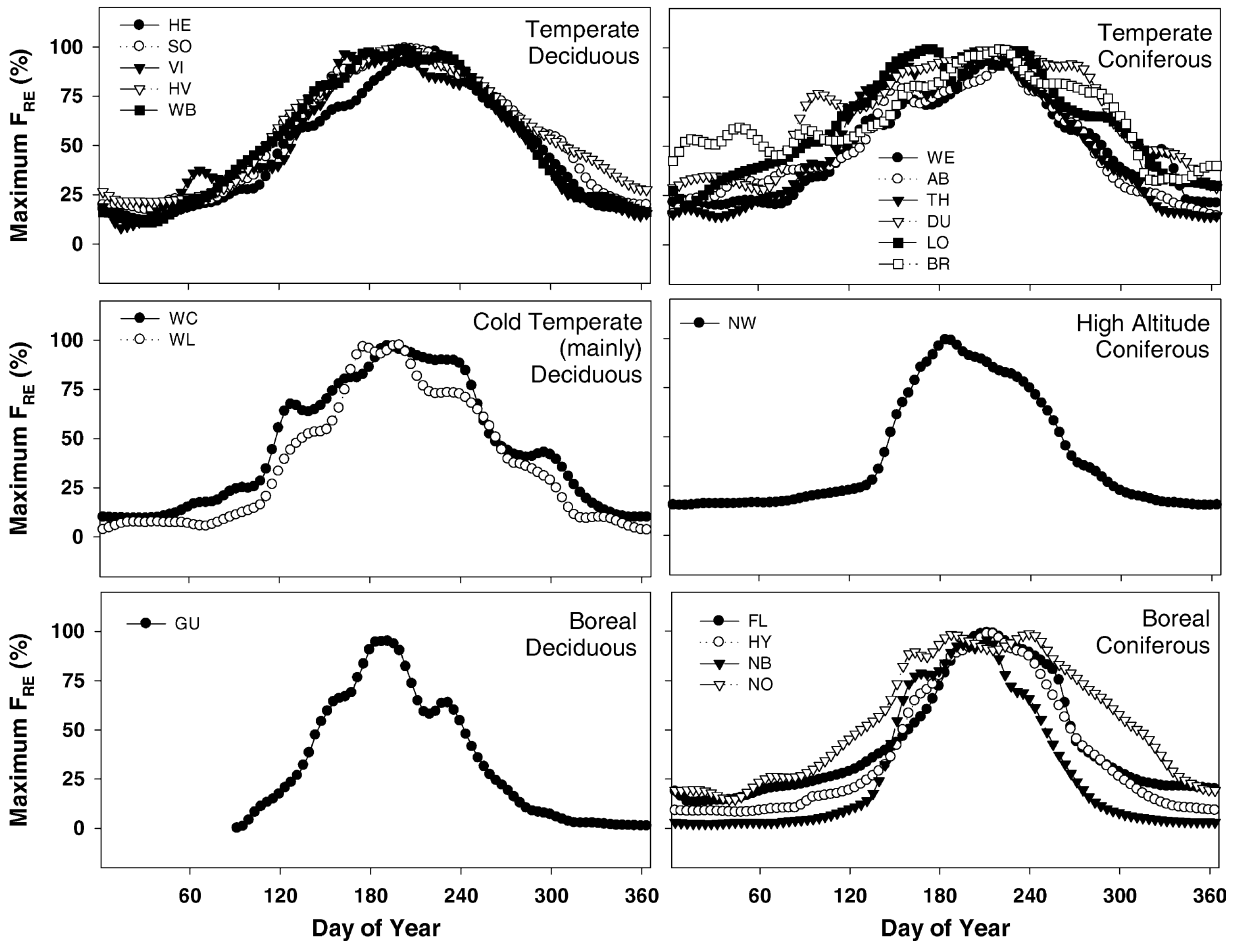 Maximum FRE (%)
100
75
50
25
0
HE
SO
VI
HV
WB
Temperate
Deciduous
Temperate
Coniferous
WE
AB
TH
DU
LO
BR
Maximum FRE (%)
100
75
50
25
0
WC
WL
Cold Temperate
(mainly)
Deciduous
NW
High Altitude
Coniferous
Maximum FRE (%)
100
75
50
25
0
GU
Boreal
Deciduous
FL
HY
NB
NO
Boreal
Coniferous
60 120 180 240 300 360
Day of Year
60 120 180 240 300 360
Day of Year